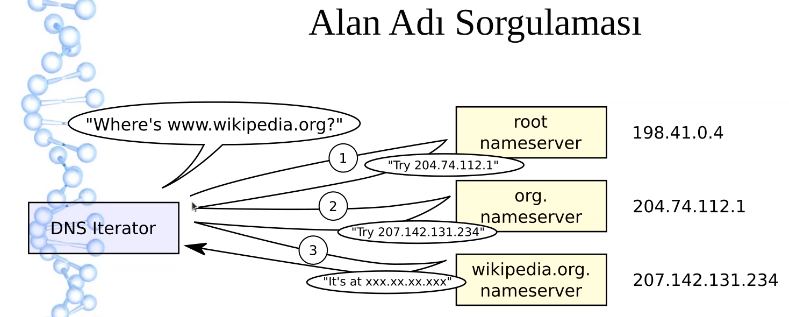 Alan Adı Sorgulaması
"Where's www.wikipedia.org?"
root
nameserver
198.41.0.4
1
"Try 204.74.112.1"
org.
nameserver
204.74.112.1
2
"Try 207.142.131.234"
DNS Iterator
3
wikipedia.org.
nameserver
207.142.131.234
"It's at xxx.xx.xx.xxx"